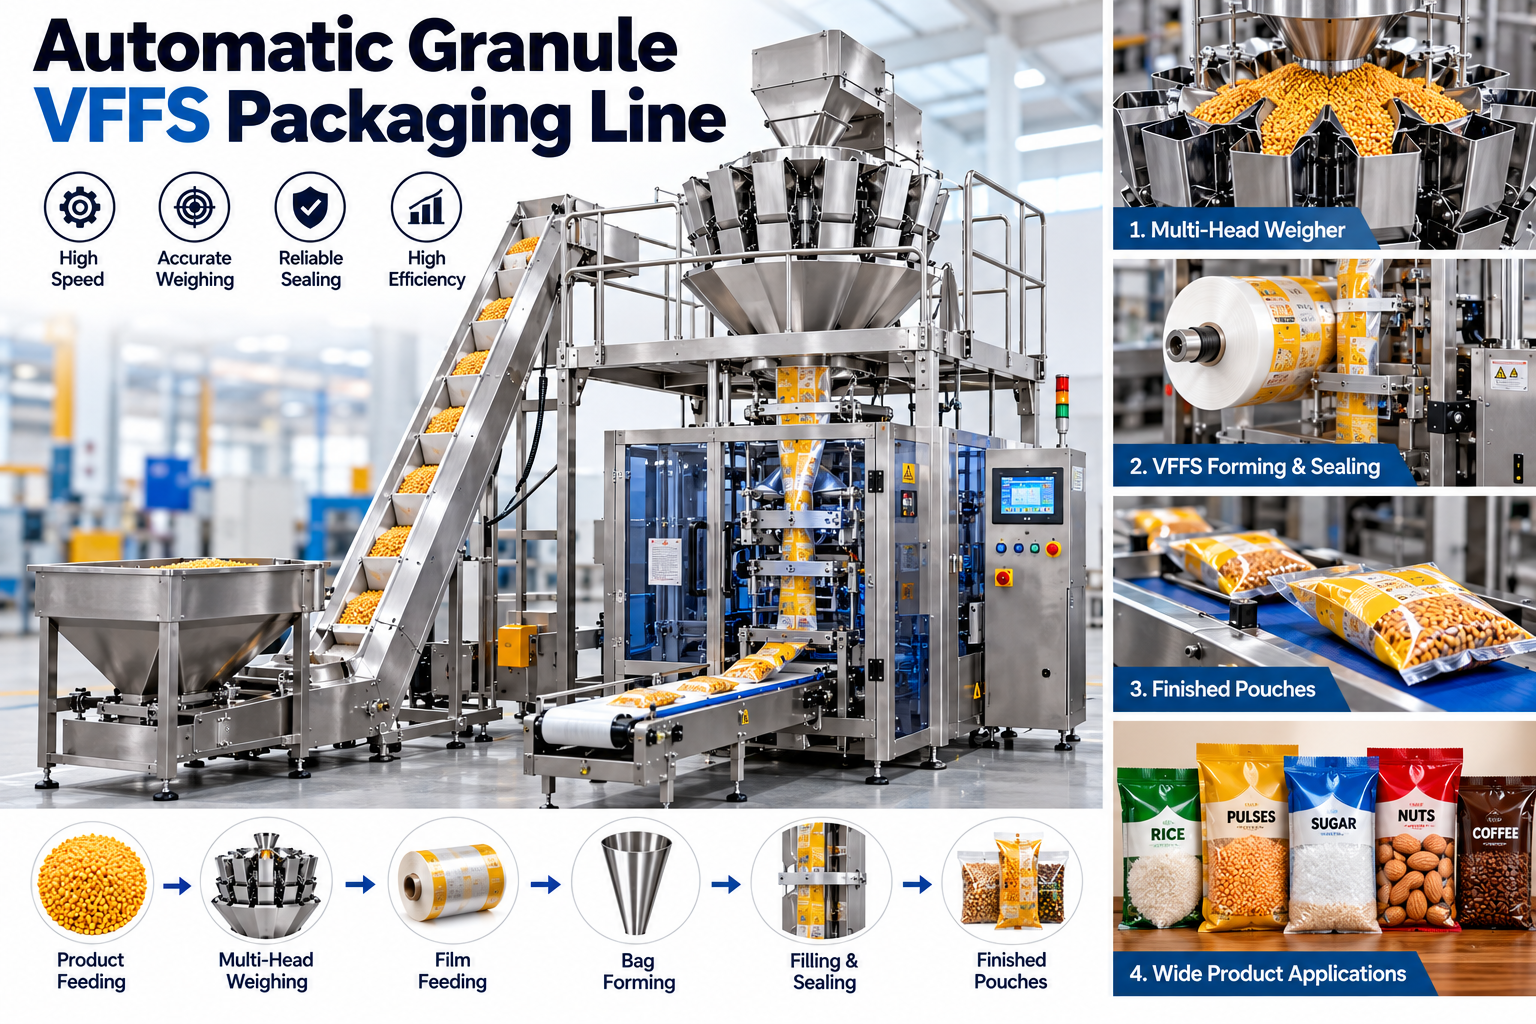 Automatic Granule
VFFS Packaging Line
High
Speed
Accurate
Weighing
Reliable
Sealing
High
Efficiency
1. Multi-Head Weigher
2. VFFS Forming & Sealing
3. Finished Pouches
RICE
PULSES
SUGAR
NUTS
COFFEE
4. Wide Product Applications
Product
Feeding
Multi-Head
Weighing
Film
Feeding
Bag
Forming
Filling &
Sealing
Finished
Pouches